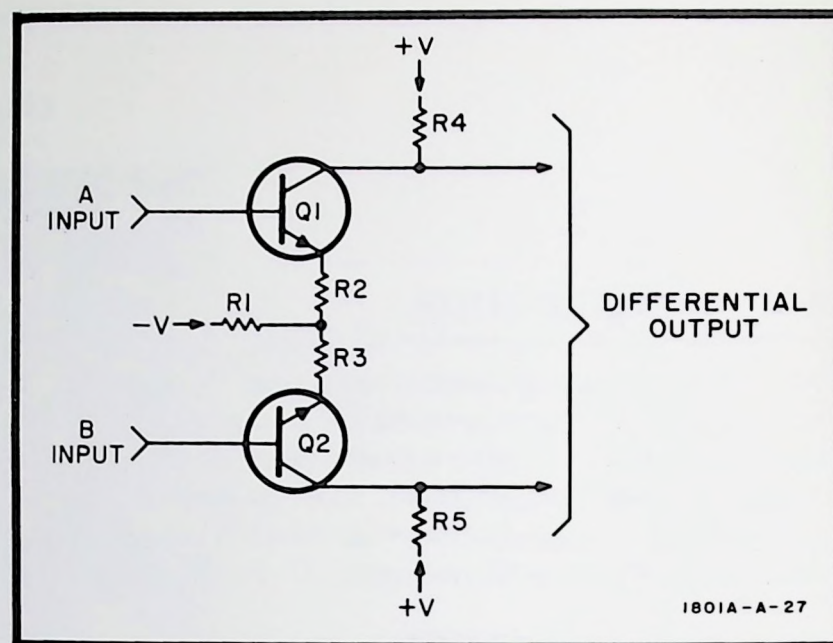 +V
R4
A
INPUT
Q1
R2
R1
-V
R3
DIFFERENTIAL
OUTPUT
B
INPUT
Q2
R5
+V
1801A-A-27